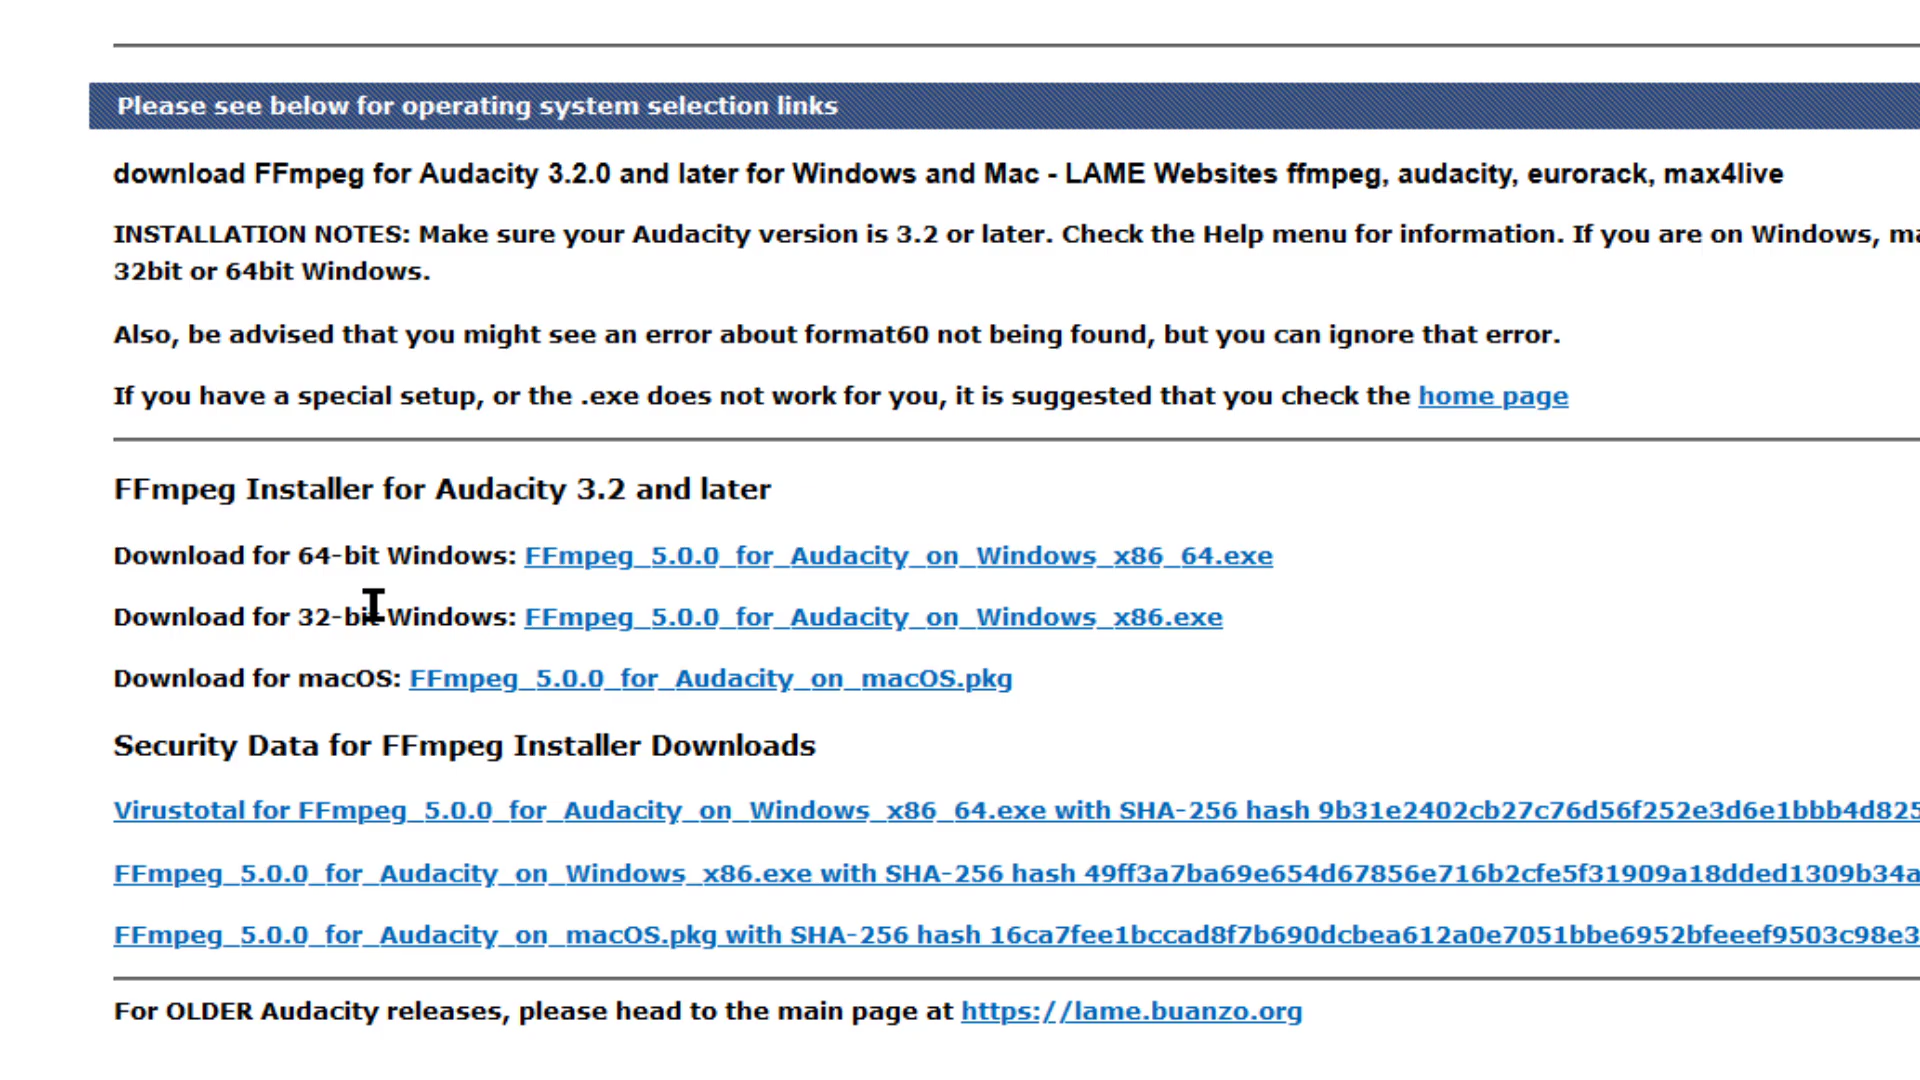 Please see below for operating system selection links
download FFmpeg for Audacity 3.2.0 and later for Windows and Mac - LAME Websites ffmpeg, audacity, eurorack, max4live
INSTALLATION NOTES: Make sure your Audacity version is 3.2 or later. Check the Help menu for information. If you are on Windows, ma
32bit or 64bit Windows.
Also, be advised that you might see an error about format60 not being found, but you can ignore that error.
If you have a special setup, or the .exe does not work for you, it is suggested that you check the home page
FFmpeg Installer for Audacity 3.2 and later
Download for 64-bit Windows: FFmpeg_5.0.0_for_Audacity_on_Windows_x86_64.exe
Download for 32-bit Windows: FFmpeg_5.0.0_for_Audacity_on_Windows_x86.exe
Download for macOS: FFmpeg_5.0.0_for_Audacity_on_macOS.pkg
Security Data for FFmpeg Installer Downloads
Virustotal for FFmpeg_5.0.0_for_Audacity_on_Windows_x86_64.exe with SHA-256 hash 9b31e2402cb27c76d56f252e3d6e1bbb4d825
FFmpeg_5.0.0_for_Audacity_on_Windows_x86.exe with SHA-256 hash 49ff3a7ba69e654d67856e716b2cfe5f31909a18dded1309b34a
FFmpeg_5.0.0_for_Audacity_on_macOS.pkg with SHA-256 hash 16ca7fee1bccad8f7b690dcbea612a0e7051bbe6952bfeeef9503c98e3
For OLDER Audacity releases, please head to the main page at https://lame.buanzo.org